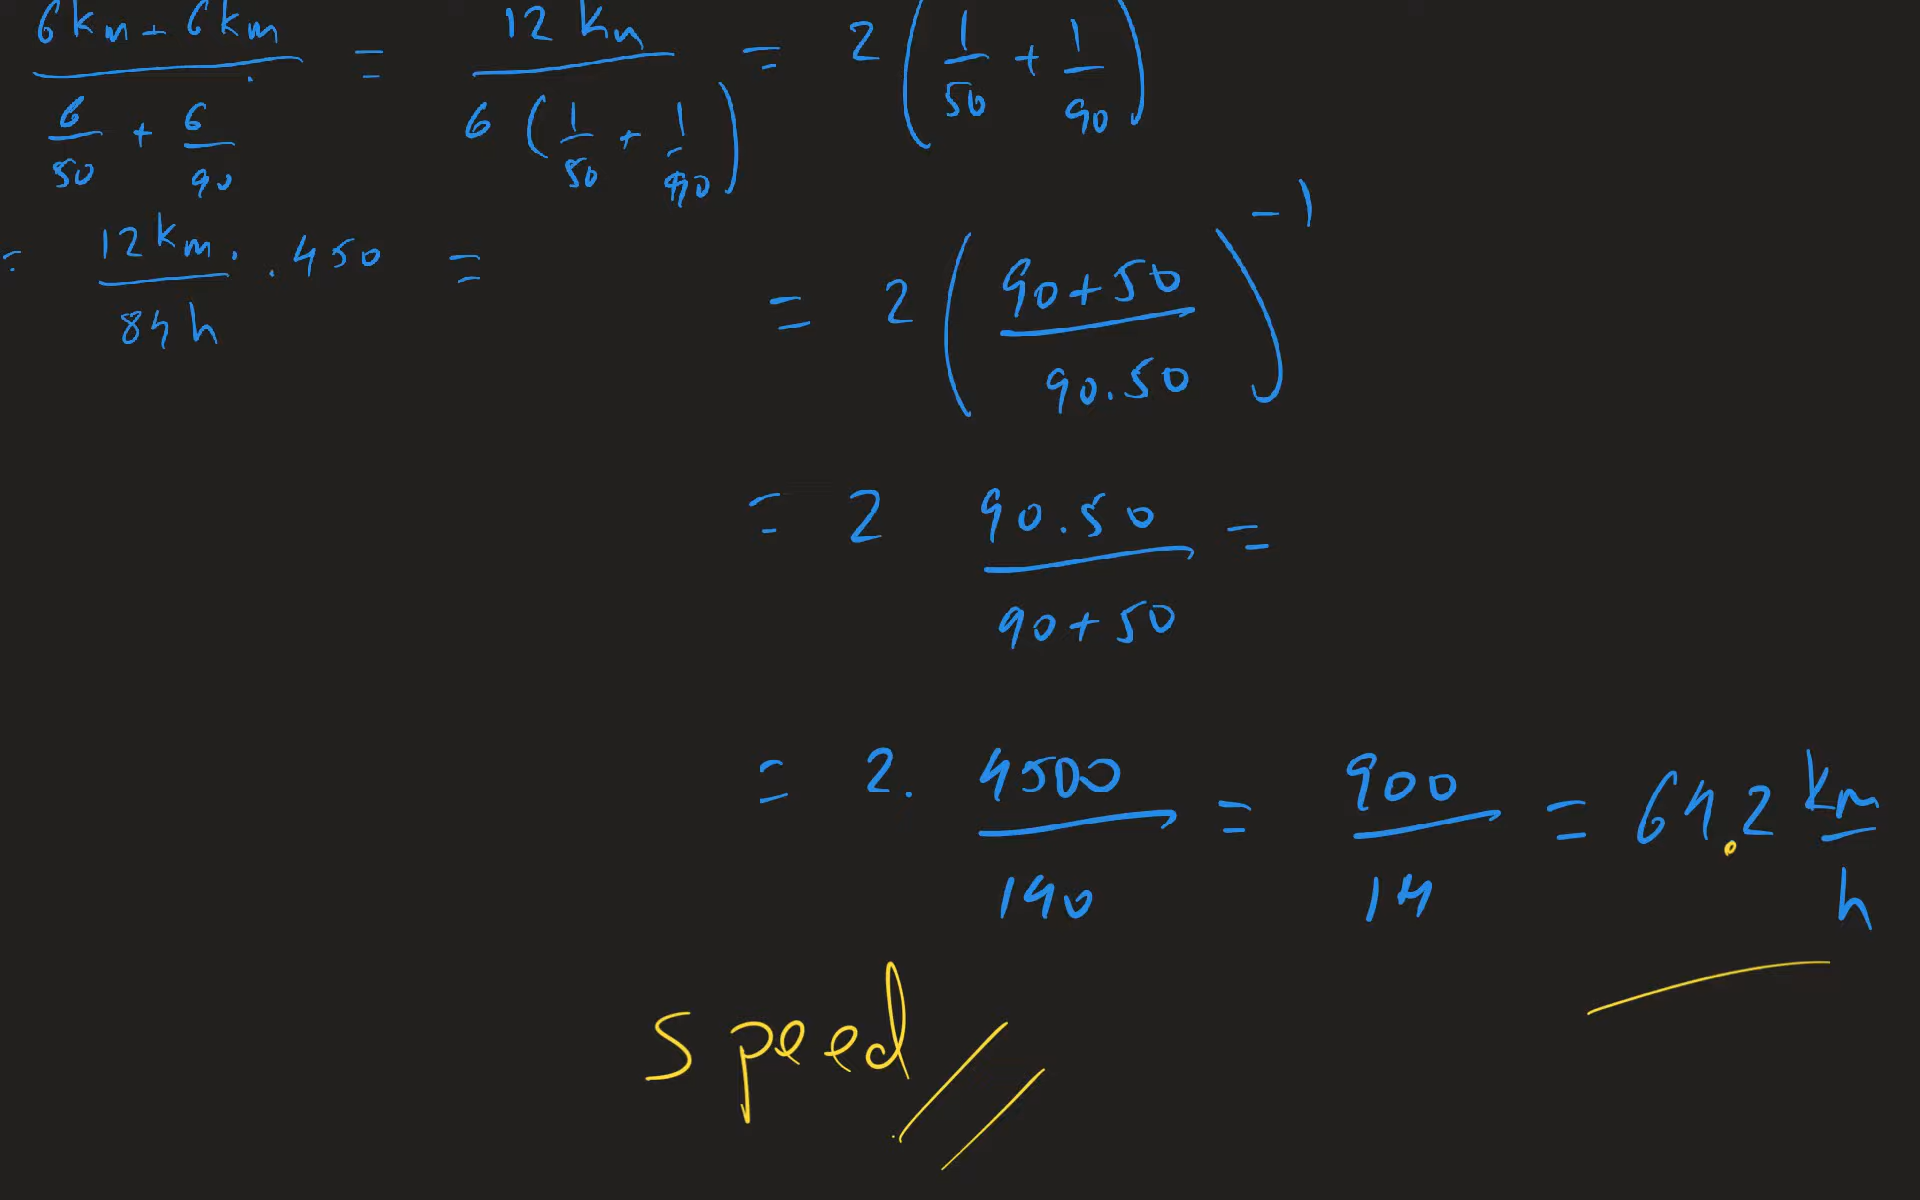 6km + 6km / (6/50 + 6/90) = 12 km / 6 (1/50 + 1/90) = 2 (1/50 + 1/90)
= 12km / 84h . 450 =
= 2 (90+50 / 90.50)^-1
= 2 90.50 / 90+50 =
= 2. 4500 / 140 = 900 / 14 = 64.2 km/h
speed